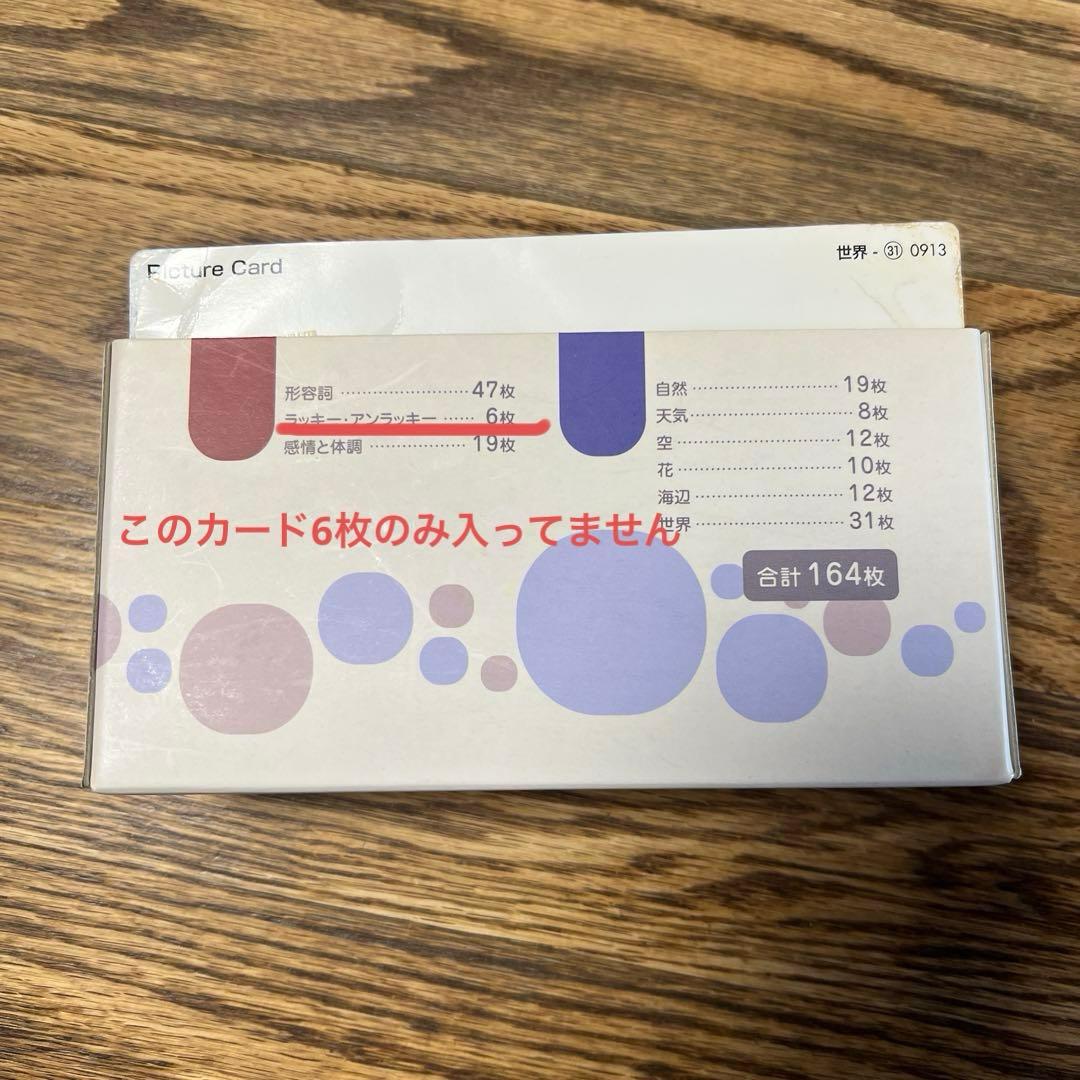 Picture Card
世界 - ㉛ 0913
形容詞 ………………… 47枚
ラッキー・アンラッキー …… 6枚
感情と体調 …………… 19枚
自然 ……………………… 19枚
天気 ……………………… 8枚
空 ………………………… 12枚
花 ………………………… 10枚
海辺 ……………………… 12枚
世界 ……………………… 31枚
このカード6枚のみ入ってません
合計 164枚